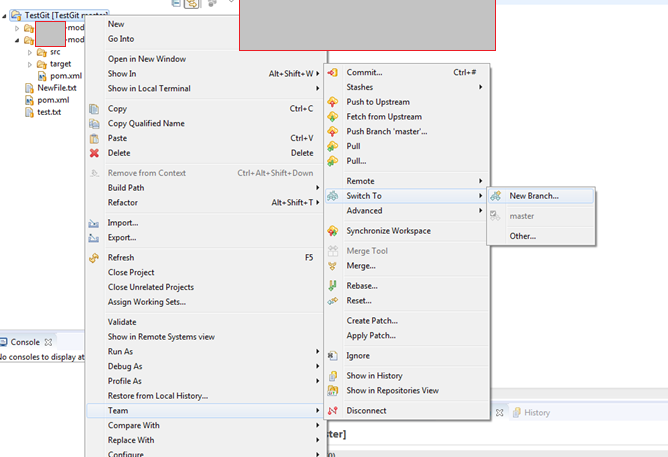 TestGit [TestGit master]
-mod
-mod
src
target
pom.xml
NewFile.txt
pom.xml
test.txt
Console
No consoles to display at
New
Go Into
Open in New Window
Show In Alt+Shift+W
Show in Local Terminal
Copy Ctrl+C
Copy Qualified Name
Paste Ctrl+V
Delete Delete
Remove from Context Ctrl+Alt+Shift+Down
Build Path
Refactor Alt+Shift+T
Import...
Export...
Refresh F5
Close Project
Close Unrelated Projects
Assign Working Sets...
Validate
Show in Remote Systems view
Run As
Debug As
Profile As
Restore from Local History...
Team
Compare With
Replace With
Configure
Commit... Ctrl+#
Stashes
Push to Upstream
Fetch from Upstream
Push Branch 'master'...
Pull
Pull...
Remote
Switch To
Advanced
Synchronize Workspace
Merge Tool
Merge...
Rebase...
Reset...
Create Patch...
Apply Patch...
Ignore
Show in History
Show in Repositories View
Disconnect
New Branch...
master
Other...
History
ter]